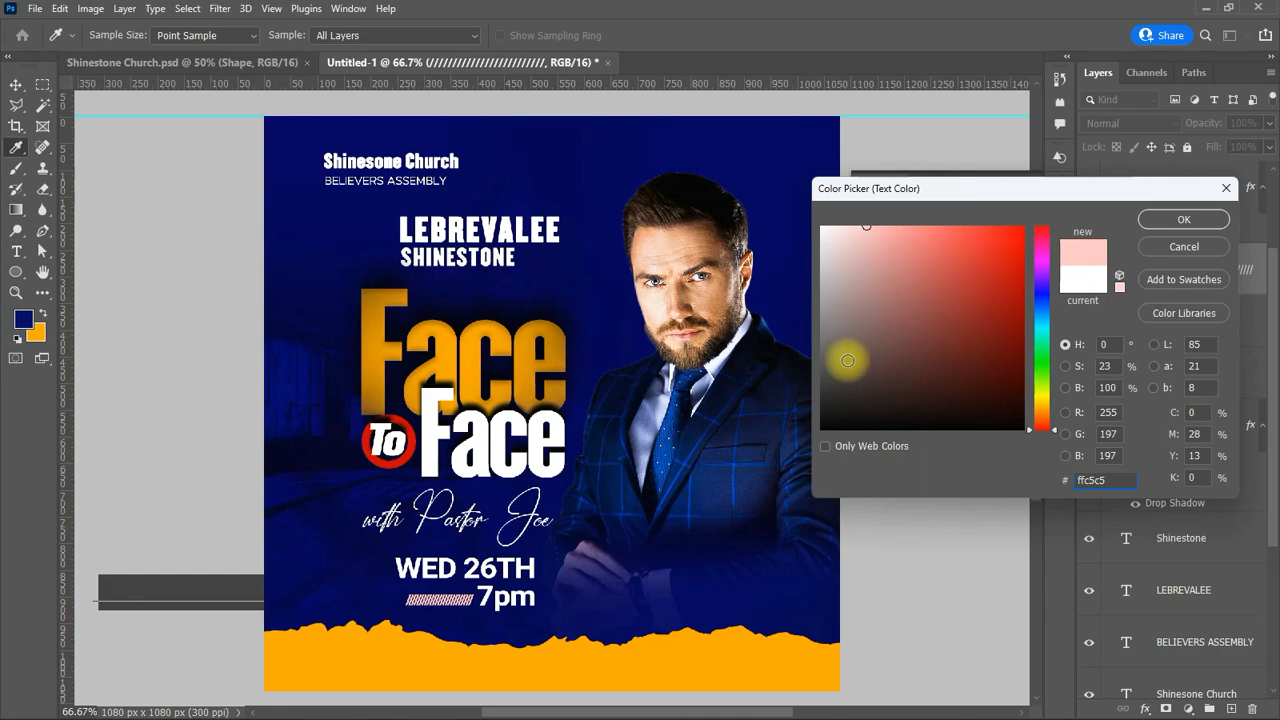 Ps File Edit Image Layer Type Select Filter 3D View Plugins Window Help
Sample Size: Point Sample Sample: All Layers Show Sampling Ring Share
Shinestone Church.psd @ 50% (Shape, RGB/16) × Untitled-1 @ 66.7% (/////////////////////////, RGB/16) * ×
Layers Channels Paths
Kind
Normal Opacity: 100%
Lock: Fill: 100%
Shinesone Church
BELIEVERS ASSEMBLY
LEBREVALEE
SHINESTONE
Face
To Face
with Pastor Joe
WED 26TH
///////////////////////// 7pm
Color Picker (Text Color)
OK
new
Cancel
Add to Swatches
current
Color Libraries
H: 0 ° L: 85
S: 23 % a: 21
B: 100 % b: 8
R: 255 C: 0 %
G: 197 M: 28 %
B: 197 Y: 13 %
Only Web Colors
# ffc5c5 K: 0 %
Drop Shadow
T Shinestone
T LEBREVALEE
T BELIEVERS ASSEMBLY
T Shinesone Church
66.67% 1080 px x 1080 px (300 ppi)